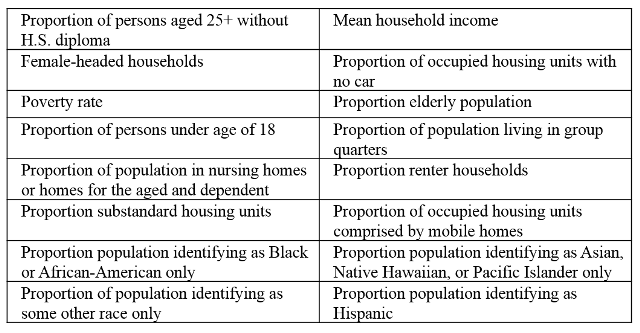 Proportion of persons aged 25+ without
H.S. diploma
Mean household income
Female-headed households
Proportion of occupied housing units with
no car
Poverty rate
Proportion elderly population
Proportion of persons under age of 18
Proportion of population living in group
quarters
Proportion of population in nursing homes
or homes for the aged and dependent
Proportion renter households
Proportion substandard housing units
Proportion of occupied housing units
comprised by mobile homes
Proportion population identifying as Black
or African-American only
Proportion population identifying as Asian,
Native Hawaiian, or Pacific Islander only
Proportion of population identifying as
some other race only
Proportion population identifying as
Hispanic